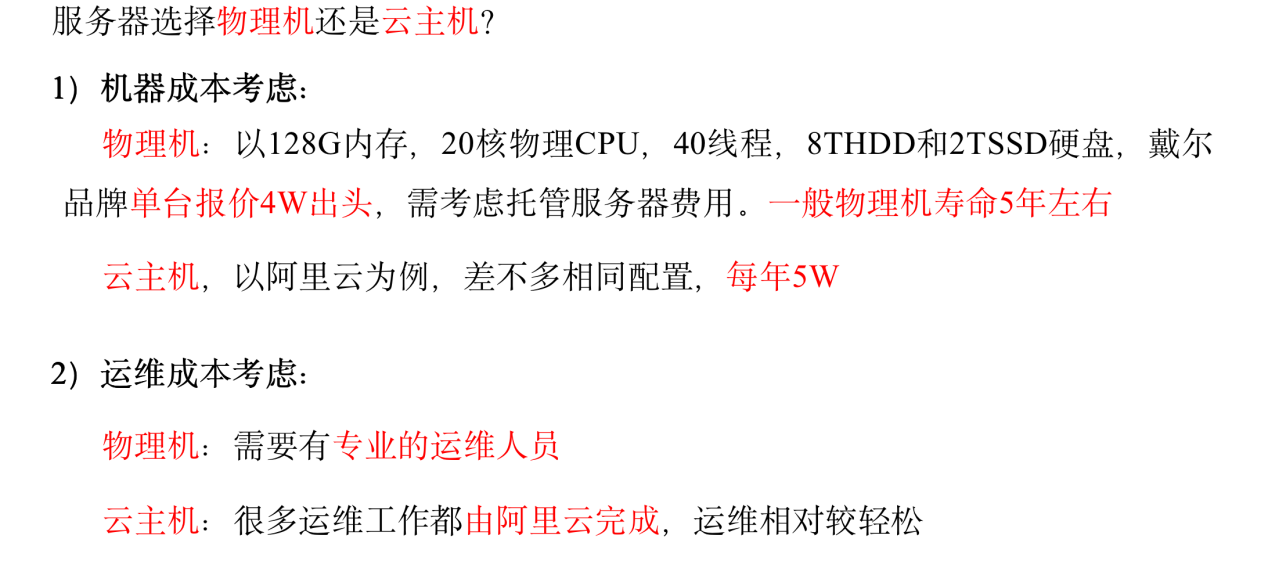 服务器选择物理机还是云主机？
1）机器成本考虑：
物理机：以128G内存，20核物理CPU，40线程，8THDD和2TSSD硬盘，戴尔
品牌单台报价4W出头，需考虑托管服务器费用。一般物理机寿命5年左右
云主机，以阿里云为例，差不多相同配置，每年5W
2）运维成本考虑：
物理机：需要有专业的运维人员
云主机：很多运维工作都由阿里云完成，运维相对较轻松